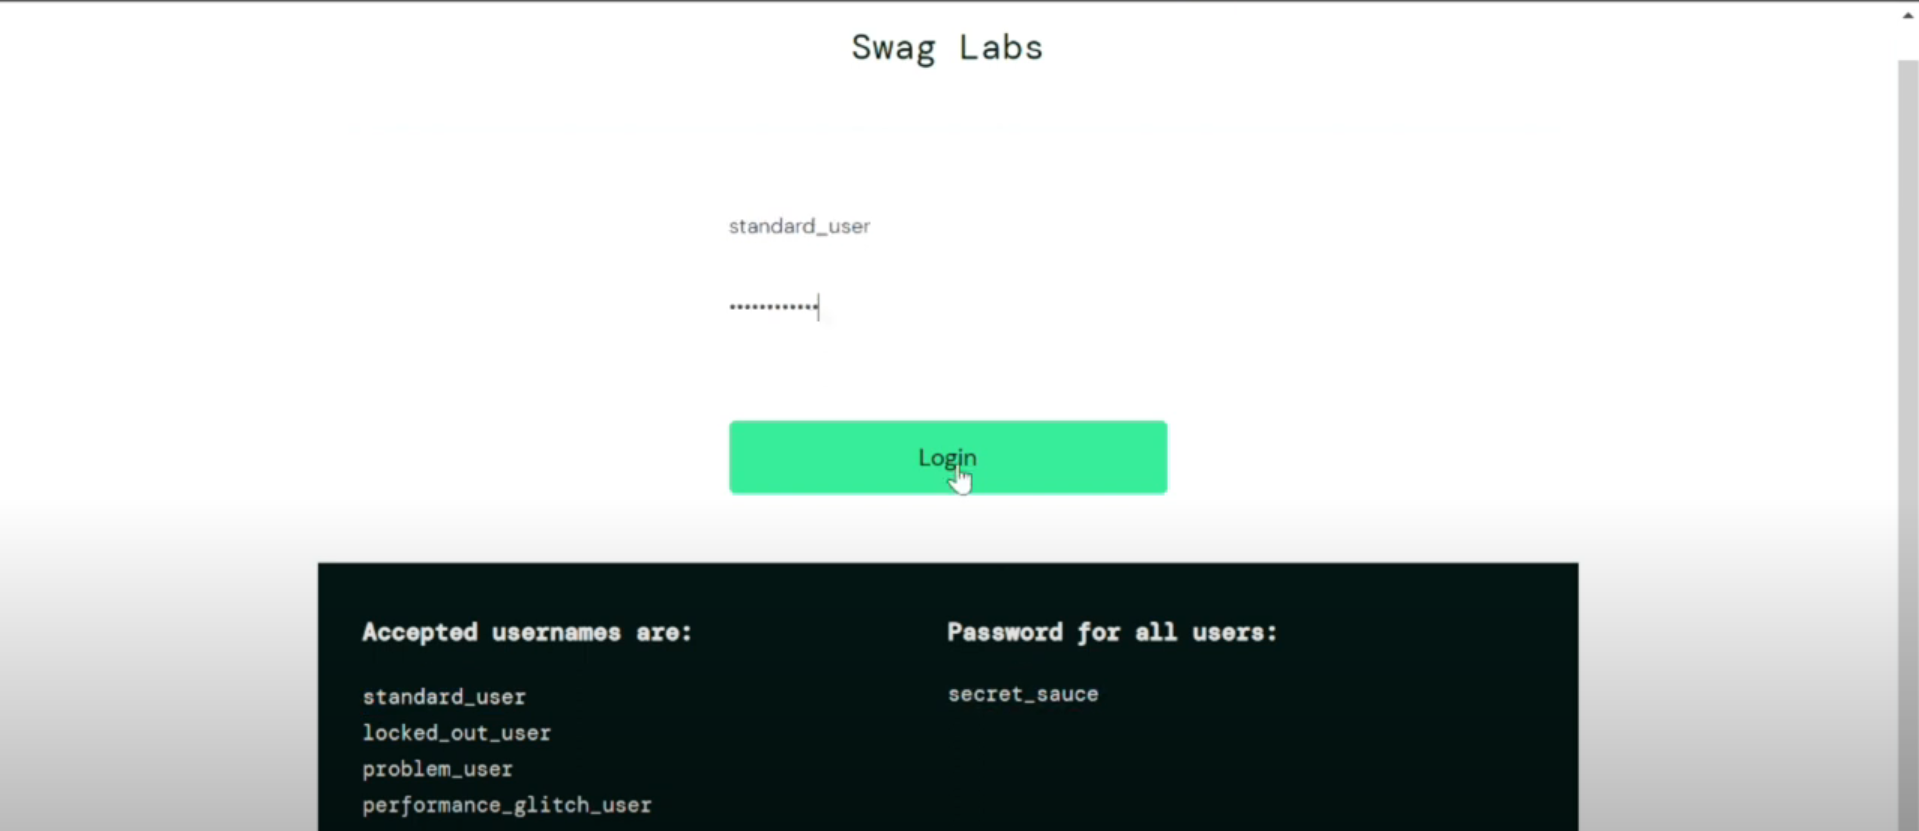 Swag Labs
standard_user
••••••••••••
Login
Accepted usernames are:
standard_user
locked_out_user
problem_user
performance_glitch_user
Password for all users:
secret_sauce